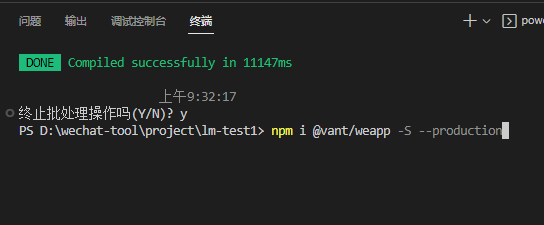 问题 输出 调试控制台 终端 powe
DONE Compiled successfully in 11147ms
上午9:32:17
终止批处理操作吗(Y/N)? y
PS D:\wechat-tool\project\lm-test1> npm i @vant/weapp -S --production